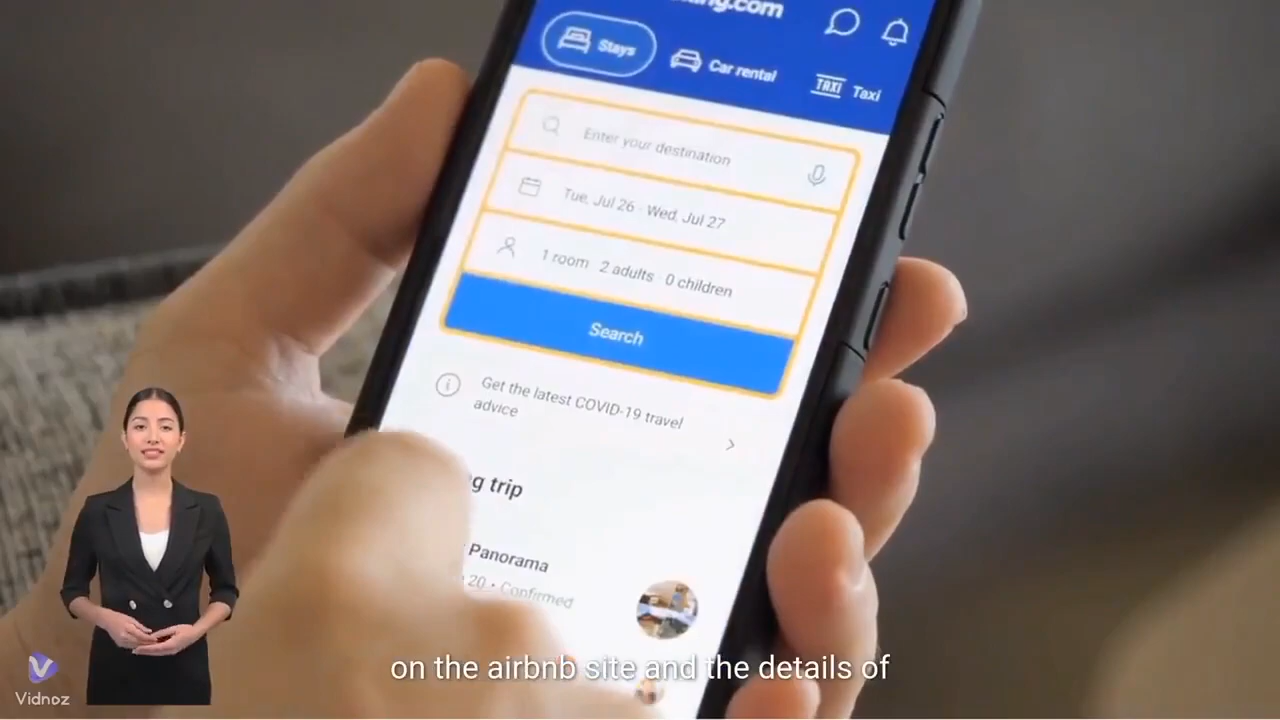 Stays
Car rental
TAXI Taxi
Enter your destination
Tue, Jul 26 - Wed, Jul 27
1 room · 2 adults · 0 children
Search
Get the latest COVID-19 travel
advice
trip
Panorama
20 • Confirmed
on the airbnb site and the details of
Vidnoz